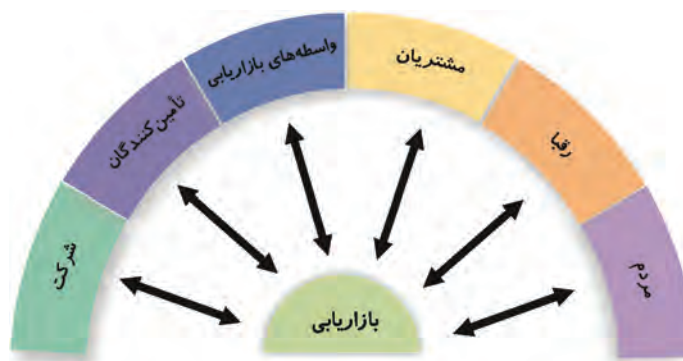 مردم
رقبا
مشتریان
واسطه‌های بازاریابی
تأمین‌کنندگان
شرکت
بازاریابی